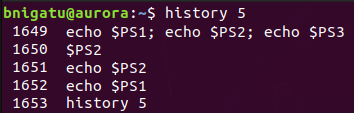 bnigatu@aurora:~$ history 5
1649 echo $PS1; echo $PS2; echo $PS3
1650 $PS2
1651 echo $PS2
1652 echo $PS1
1653 history 5